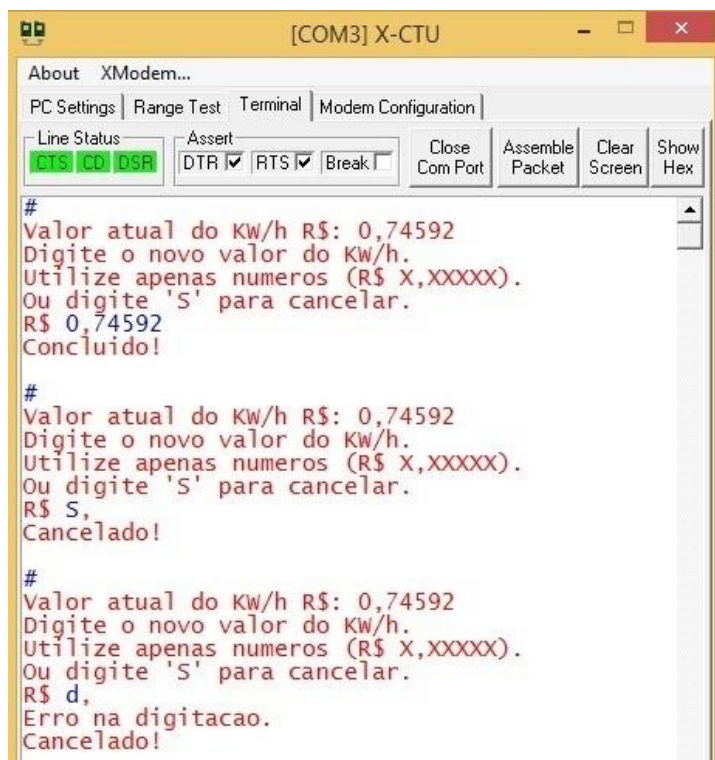 [COM3] X-CTU
About XModem...
PC Settings Range Test Terminal Modem Configuration
Line Status
CTS CD DSR
Assert
DTR RTS Break
Close Com Port
Assemble Packet
Clear Screen
Show Hex
#
Valor atual do KW/h R$: 0,74592
Digite o novo valor do KW/h.
Utilize apenas numeros (R$ X,XXXXX).
Ou digite 'S' para cancelar.
R$ 0,74592
Concluido!
#
Valor atual do KW/h R$: 0,74592
Digite o novo valor do KW/h.
Utilize apenas numeros (R$ X,XXXXX).
Ou digite 'S' para cancelar.
R$ S,
Cancelado!
#
Valor atual do KW/h R$: 0,74592
Digite o novo valor do KW/h.
Utilize apenas numeros (R$ X,XXXXX).
Ou digite 'S' para cancelar.
R$ d,
Erro na digitacao.
Cancelado!